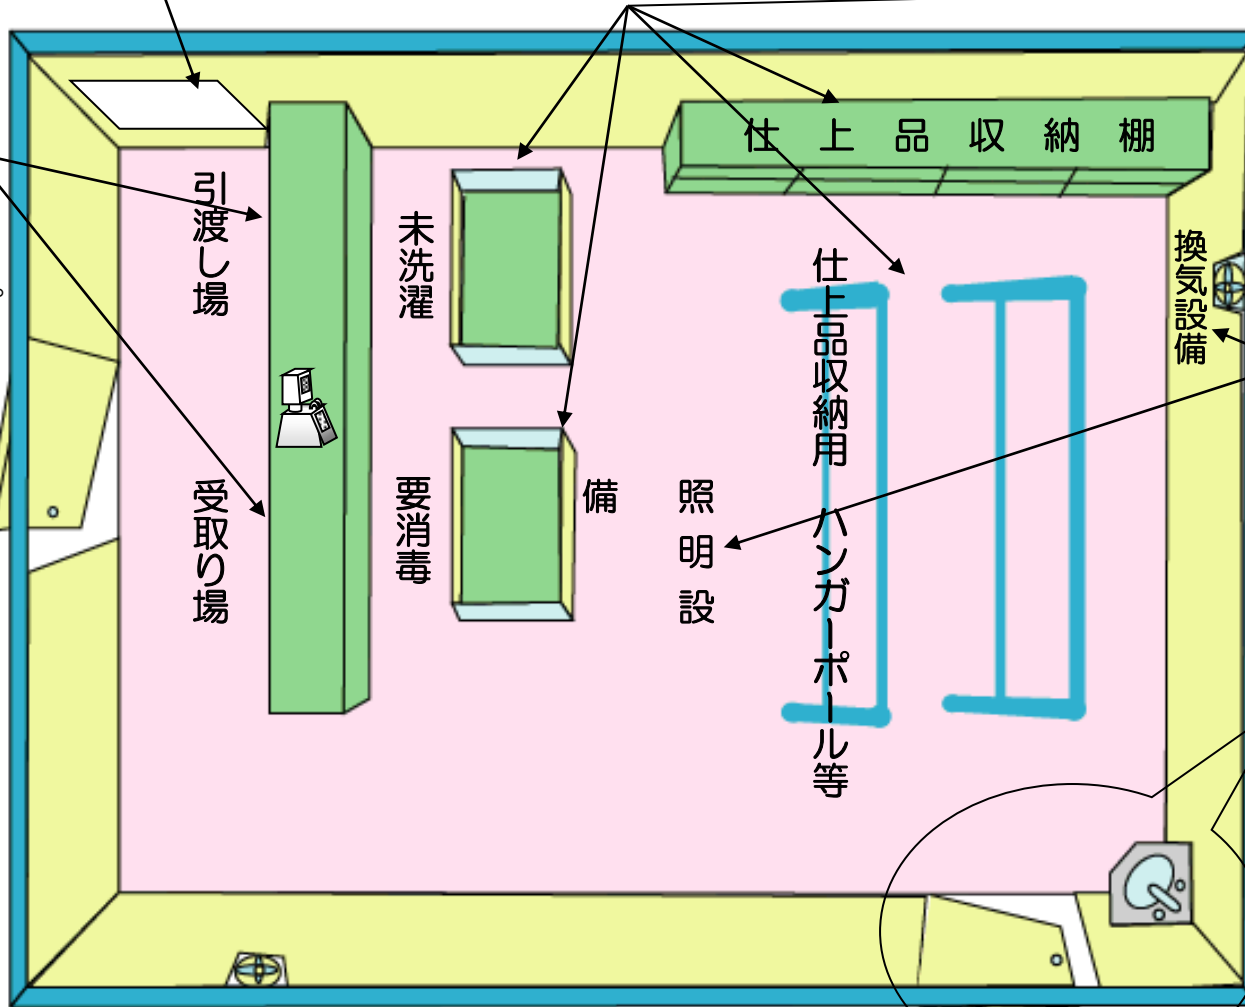 仕上品収納棚
引渡し場
未洗濯
換気設備
仕上品収納用 ハンガーポール等
受取り場
要消毒
照明設
備
。